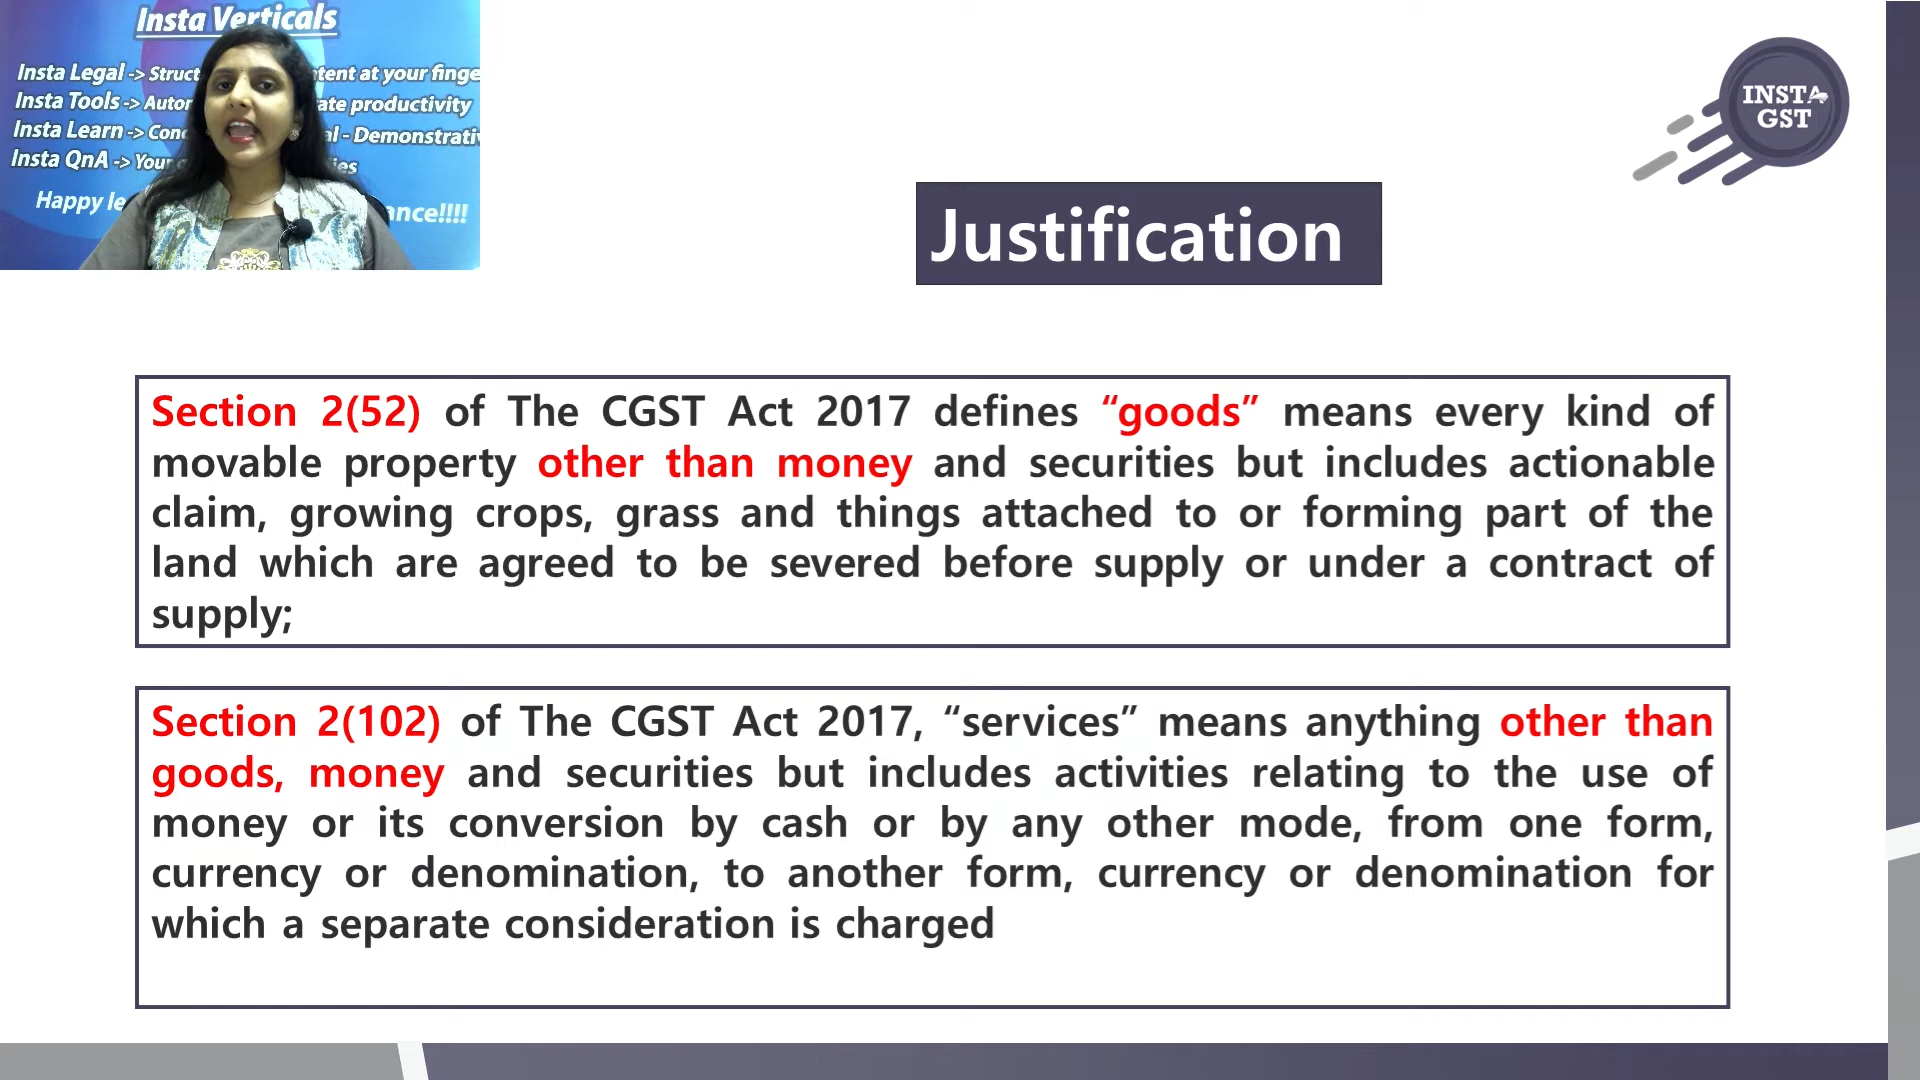 Insta Verticals
Insta Legal -> Struct tent at your finge
Insta Tools -> Autor ate productivity
Insta Learn -> Conc al - Demonstrativ
Insta QnA -> Your ies
Happy le ance!!!!
INSTA
GST
Justification
Section 2(52) of The CGST Act 2017 defines “goods” means every kind of
movable property other than money and securities but includes actionable
claim, growing crops, grass and things attached to or forming part of the
land which are agreed to be severed before supply or under a contract of
supply;
Section 2(102) of The CGST Act 2017, “services” means anything other than
goods, money and securities but includes activities relating to the use of
money or its conversion by cash or by any other mode, from one form,
currency or denomination, to another form, currency or denomination for
which a separate consideration is charged